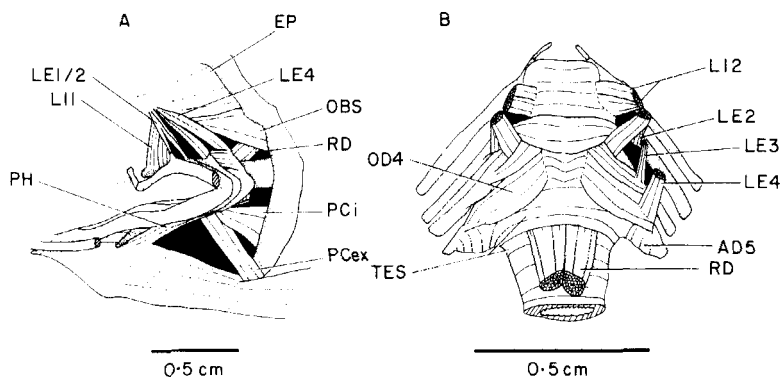 A
EP
LE1/2
LI1
LE4
OBS
RD
PH
PCi
PCex
0·5 cm
B
LI2
LE2
LE3
LE4
OD4
AD5
TES
RD
0·5 cm